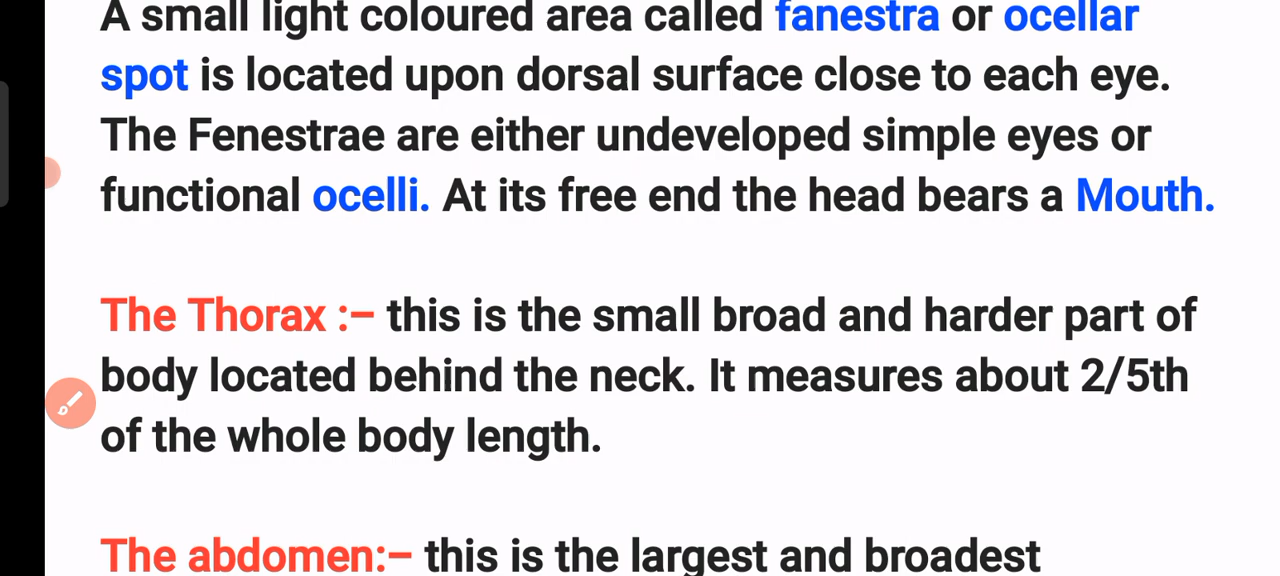 A small light coloured area called fanestra or ocellar
spot is located upon dorsal surface close to each eye.
The Fenestrae are either undeveloped simple eyes or
functional ocelli. At its free end the head bears a Mouth.
The Thorax :– this is the small broad and harder part of
body located behind the neck. It measures about 2/5th
of the whole body length.
The abdomen:– this is the largest and broadest